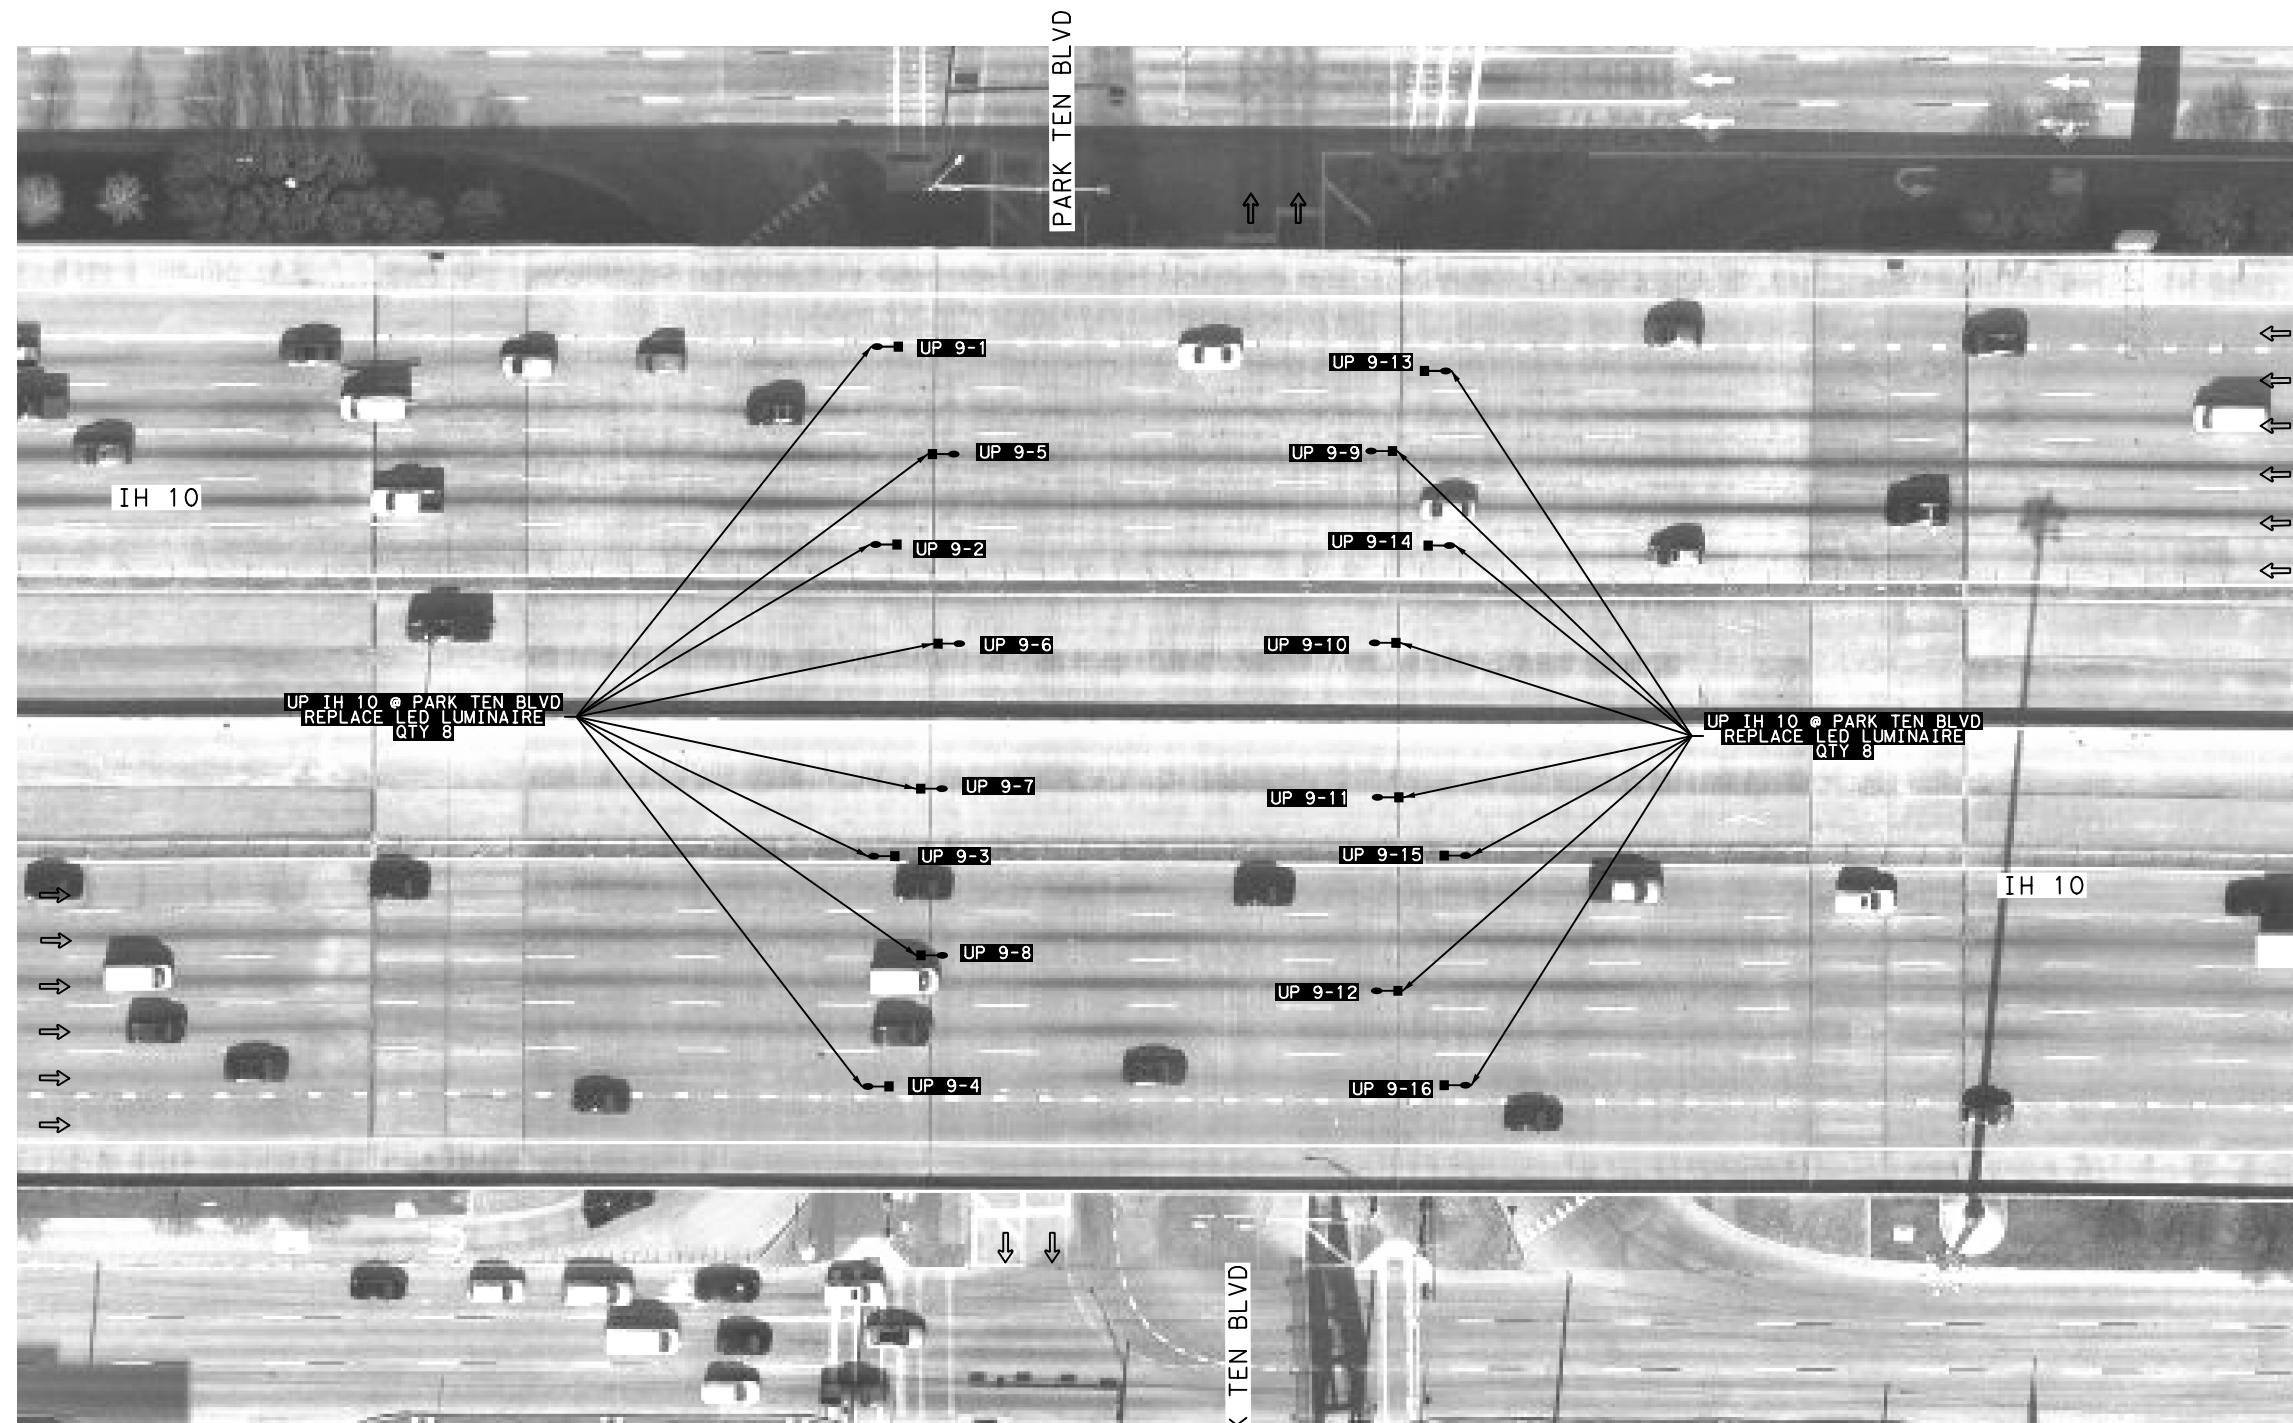 PARK TEN BLVD
UP 9-1
UP 9-13
UP 9-5
UP 9-9
IH 10
UP 9-2
UP 9-14
UP 9-6
UP 9-10
UP IH 10 @ PARK TEN BLVD
REPLACE LED LUMINAIRE
QTY 8
UP IH 10 @ PARK TEN BLVD
REPLACE LED LUMINAIRE
QTY 8
UP 9-7
UP 9-11
UP 9-3
UP 9-15
IH 10
UP 9-8
UP 9-12
UP 9-4
UP 9-16
TEN BLVD